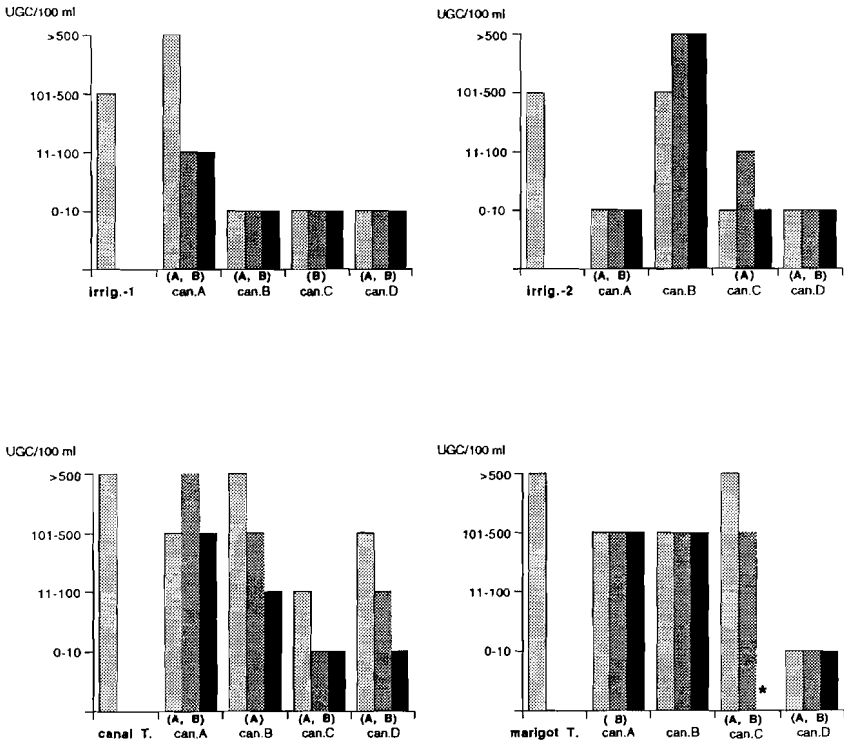 UGC/100 ml
>500
101-500
11-100
0-10
(A, B) (A, B) (B) (A, B)
irrig.-1 can.A can.B can.C can.D
UGC/100 ml
>500
101-500
11-100
0-10
(A, B) (A) (A, B)
irrig.-2 can.A can.B can.C can.D
UGC/100 ml
>500
101-500
11-100
0-10
(A, B) (A) (A, B) (A, B)
canal T. can.A can.B can.C can.D
UGC/100 ml
>500
101-500
11-100
0-10
*
( B) (A, B) (A, B)
marigot T. can.A can.B can.C can.D